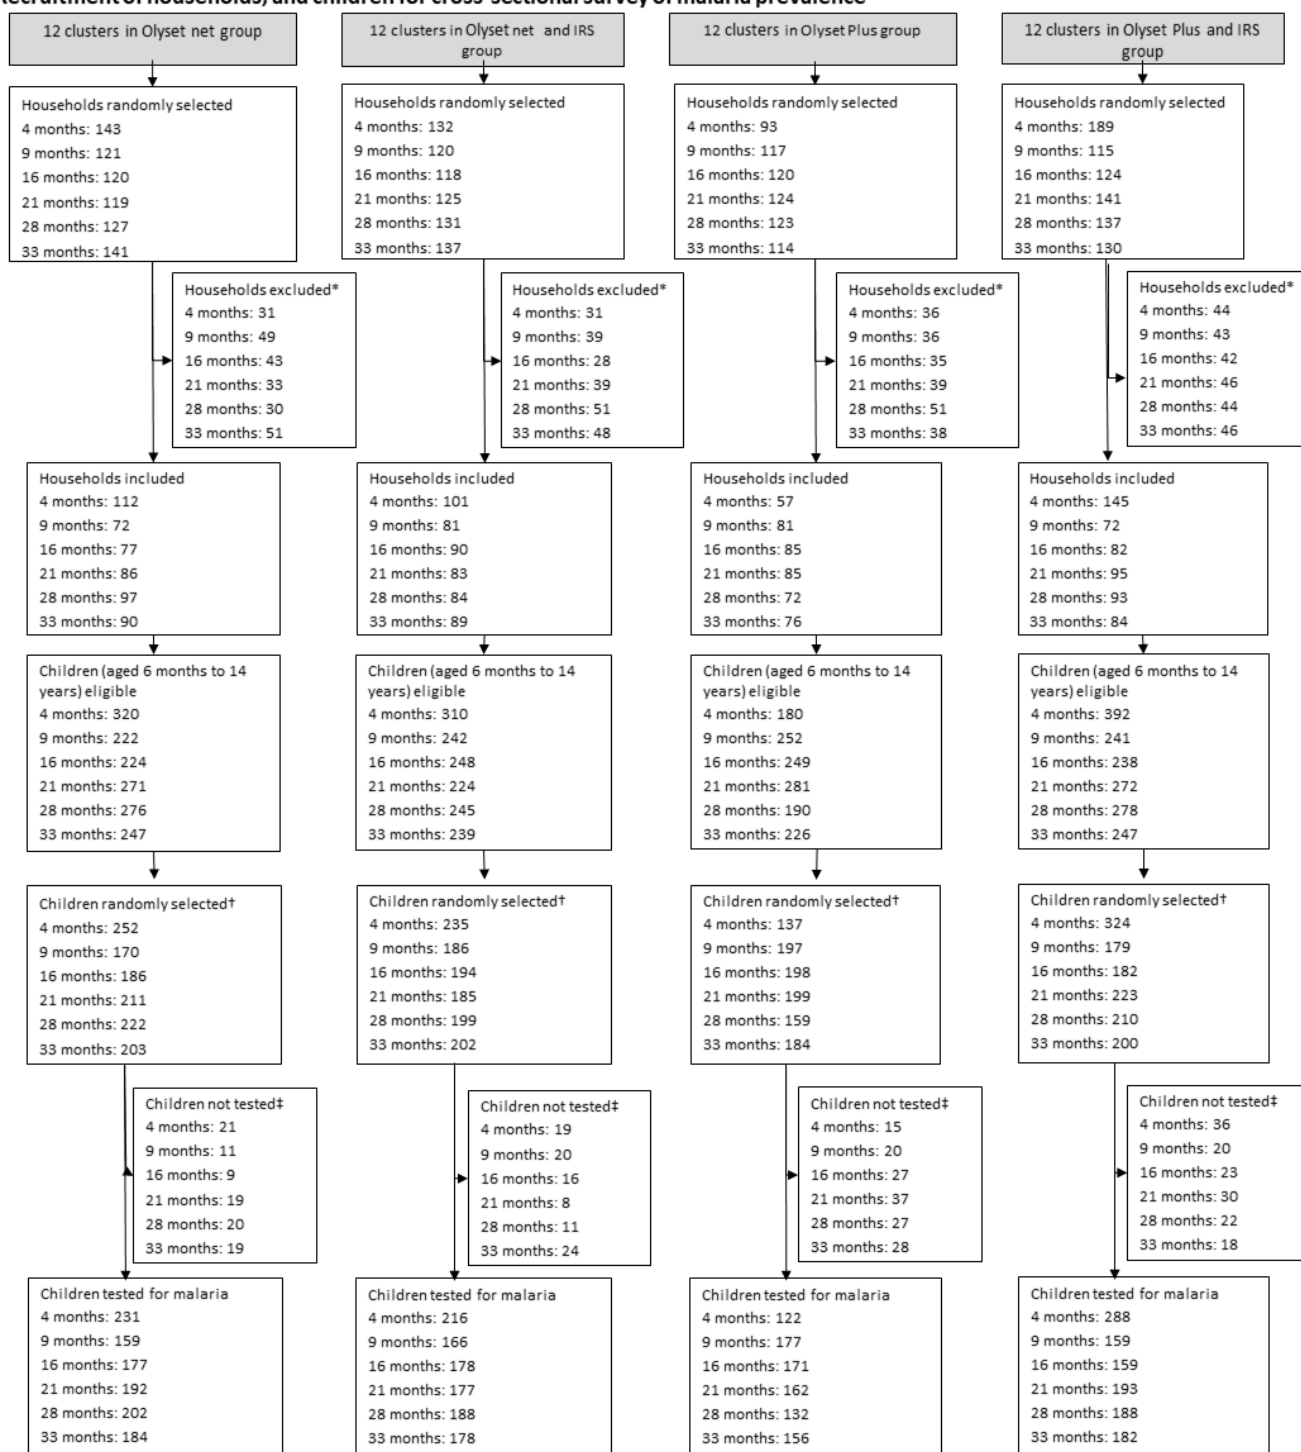 Recruitment of households, and children for cross-sectional survey of malaria prevalence
12 clusters in Olyset net group
12 clusters in Olyset net and IRS
group
12 clusters in Olyset Plus group
12 clusters in Olyset Plus and IRS
group
Households randomly selected
4 months: 143
9 months: 121
16 months: 120
21 months: 119
28 months: 127
33 months: 141
Households randomly selected
4 months: 132
9 months: 120
16 months: 118
21 months: 125
28 months: 131
33 months: 137
Households randomly selected
4 months: 93
9 months: 117
16 months: 120
21 months: 124
28 months: 123
33 months: 114
Households randomly selected
4 months: 189
9 months: 115
16 months: 124
21 months: 141
28 months: 137
33 months: 130
Households excluded*
4 months: 31
9 months: 49
16 months: 43
21 months: 33
28 months: 30
33 months: 51
Households excluded*
4 months: 31
9 months: 39
16 months: 28
21 months: 39
28 months: 51
33 months: 48
Households excluded*
4 months: 36
9 months: 36
16 months: 35
21 months: 39
28 months: 51
33 months: 38
Households excluded*
4 months: 44
9 months: 43
16 months: 42
21 months: 46
28 months: 44
33 months: 46
Households included
4 months: 112
9 months: 72
16 months: 77
21 months: 86
28 months: 97
33 months: 90
Households included
4 months: 101
9 months: 81
16 months: 90
21 months: 83
28 months: 84
33 months: 89
Households included
4 months: 57
9 months: 81
16 months: 85
21 months: 85
28 months: 72
33 months: 76
Households included
4 months: 145
9 months: 72
16 months: 82
21 months: 95
28 months: 93
33 months: 84
Children (aged 6 months to 14
years) eligible
4 months: 320
9 months: 222
16 months: 224
21 months: 271
28 months: 276
33 months: 247
Children (aged 6 months to 14
years) eligible
4 months: 310
9 months: 242
16 months: 248
21 months: 224
28 months: 245
33 months: 239
Children (aged 6 months to 14
years) eligible
4 months: 180
9 months: 252
16 months: 249
21 months: 281
28 months: 190
33 months: 226
Children (aged 6 months to 14
years) eligible
4 months: 392
9 months: 241
16 months: 238
21 months: 272
28 months: 278
33 months: 247
Children randomly selected†
4 months: 252
9 months: 170
16 months: 186
21 months: 211
28 months: 222
33 months: 203
Children randomly selected†
4 months: 235
9 months: 186
16 months: 194
21 months: 185
28 months: 199
33 months: 202
Children randomly selected†
4 months: 137
9 months: 197
16 months: 198
21 months: 199
28 months: 159
33 months: 184
Children randomly selected†
4 months: 324
9 months: 179
16 months: 182
21 months: 223
28 months: 210
33 months: 200
Children not tested‡
4 months: 21
9 months: 11
16 months: 9
21 months: 19
28 months: 20
33 months: 19
Children not tested‡
4 months: 19
9 months: 20
16 months: 16
21 months: 8
28 months: 11
33 months: 24
Children not tested‡
4 months: 15
9 months: 20
16 months: 27
21 months: 37
28 months: 27
33 months: 28
Children not tested‡
4 months: 36
9 months: 20
16 months: 23
21 months: 30
28 months: 22
33 months: 18
Children tested for malaria
4 months: 231
9 months: 159
16 months: 177
21 months: 192
28 months: 202
33 months: 184
Children tested for malaria
4 months: 216
9 months: 166
16 months: 178
21 months: 177
28 months: 188
33 months: 178
Children tested for malaria
4 months: 122
9 months: 177
16 months: 171
21 months: 162
28 months: 132
33 months: 156
Children tested for malaria
4 months: 288
9 months: 159
16 months: 159
21 months: 193
28 months: 188
33 months: 182